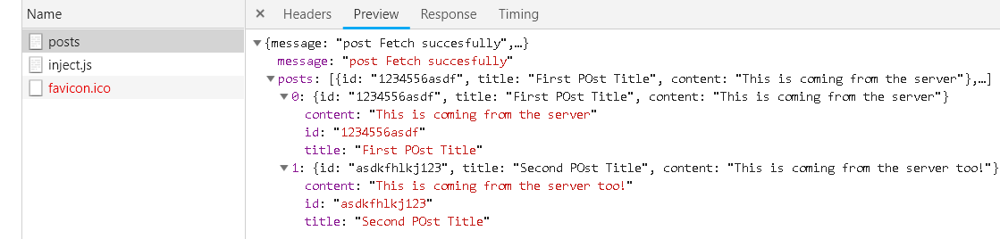 Name
posts
inject.js
favicon.ico
× Headers Preview Response Timing
▼{message: "post Fetch succesfully",…}
message: "post Fetch succesfully"
▼posts: [{id: "1234556asdf", title: "First POst Title", content: "This is coming from the server"},…]
▼0: {id: "1234556asdf", title: "First POst Title", content: "This is coming from the server"}
content: "This is coming from the server"
id: "1234556asdf"
title: "First POst Title"
▼1: {id: "asdkfhlkj123", title: "Second POst Title", content: "This is coming from the server too!"}
content: "This is coming from the server too!"
id: "asdkfhlkj123"
title: "Second POst Title"